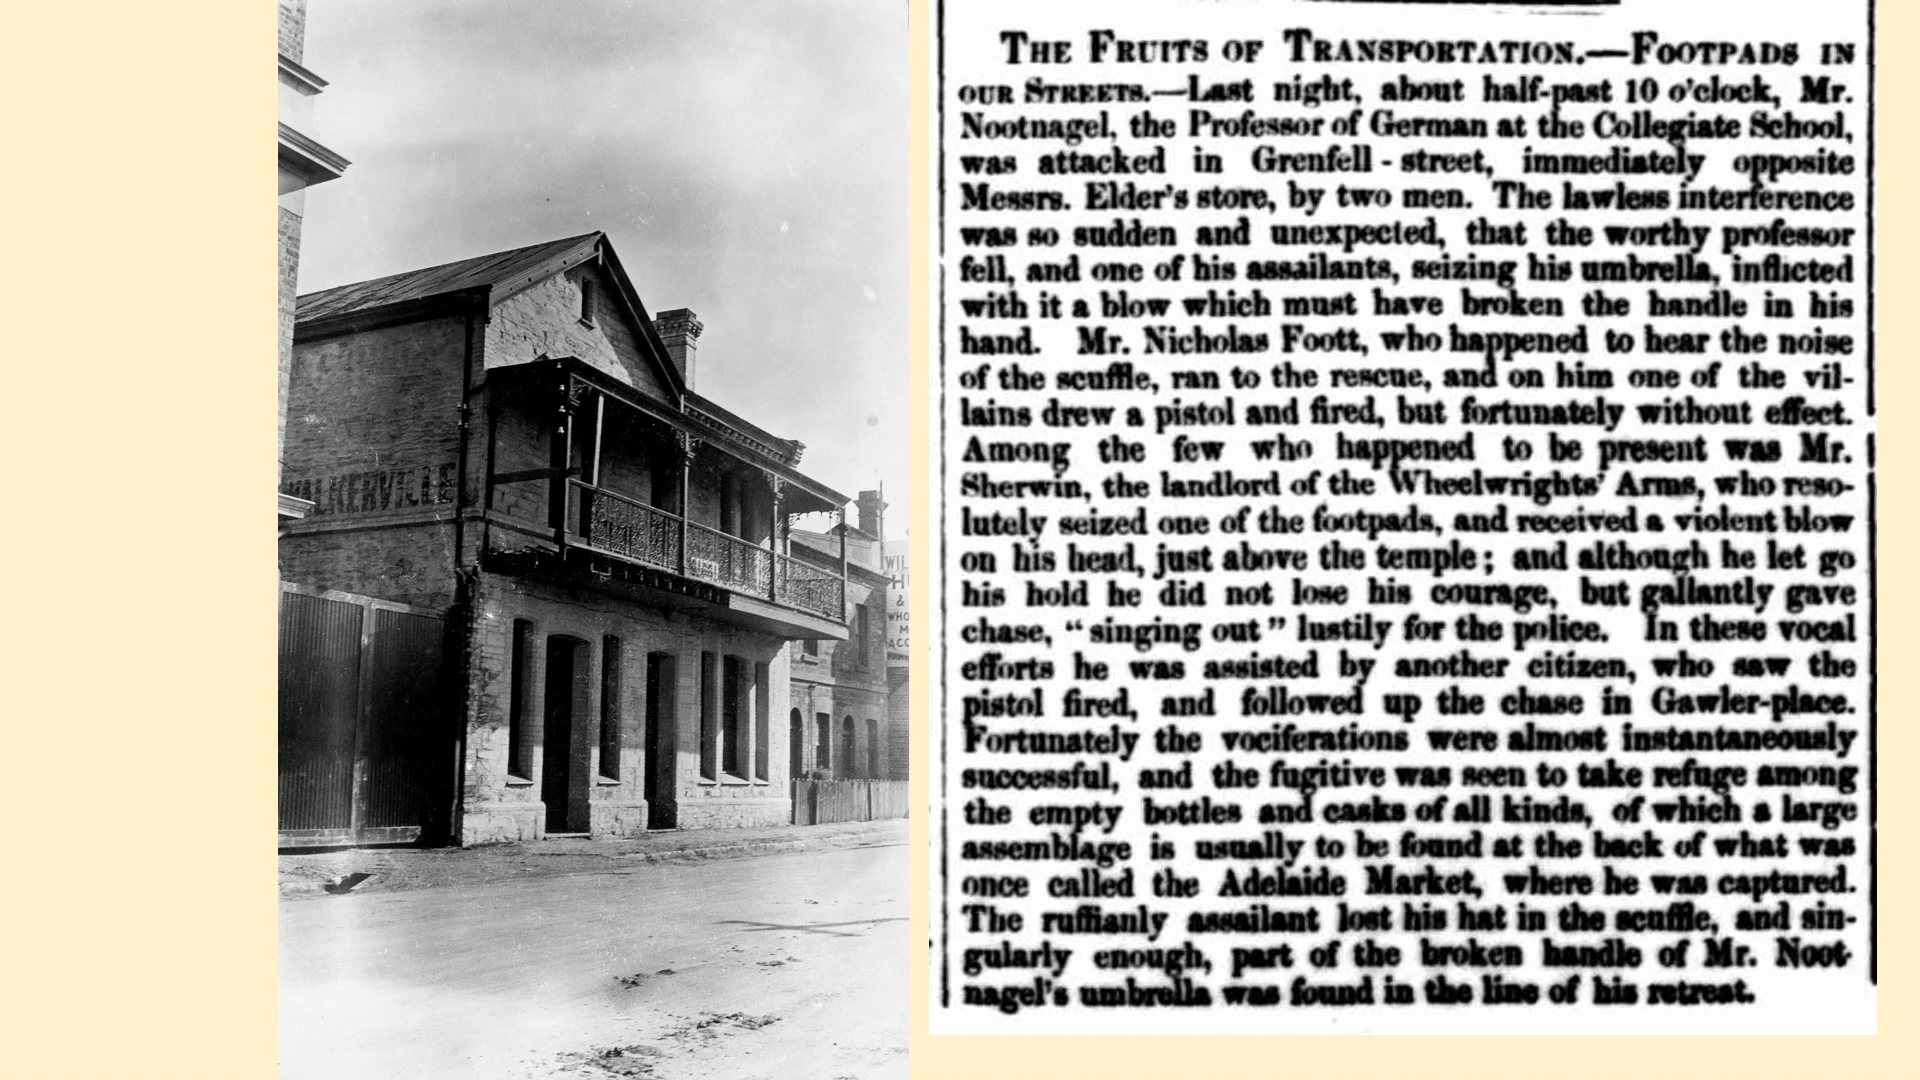 WALKERVILLE
WIL
H
&
WHO
M
ACC
THE FRUITS OF TRANSPORTATION.—FOOTPADS IN
OUR STREETS.—Last night, about half-past 10 o'clock, Mr.
Nootnagel, the Professor of German at the Collegiate School,
was attacked in Grenfell-street, immediately opposite
Messrs. Elder's store, by two men. The lawless interference
was so sudden and unexpected, that the worthy professor
fell, and one of his assailants, seizing his umbrella, inflicted
with it a blow which must have broken the handle in his
hand. Mr. Nicholas Foott, who happened to hear the noise
of the scuffle, ran to the rescue, and on him one of the vil-
lains drew a pistol and fired, but fortunately without effect.
Among the few who happened to be present was Mr.
Sherwin, the landlord of the Wheelwrights' Arms, who reso-
lutely seized one of the footpads, and received a violent blow
on his head, just above the temple; and although he let go
his hold he did not lose his courage, but gallantly gave
chase, "singing out" lustily for the police. In these vocal
efforts he was assisted by another citizen, who saw the
pistol fired, and followed up the chase in Gawler-place.
Fortunately the vociferations were almost instantaneously
successful, and the fugitive was seen to take refuge among
the empty bottles and casks of all kinds, of which a large
assemblage is usually to be found at the back of what was
once called the Adelaide Market, where he was captured.
The ruffianly assailant lost his hat in the scuffle, and sin-
gularly enough, part of the broken handle of Mr. Noot-
nagel's umbrella was found in the line of his retreat.